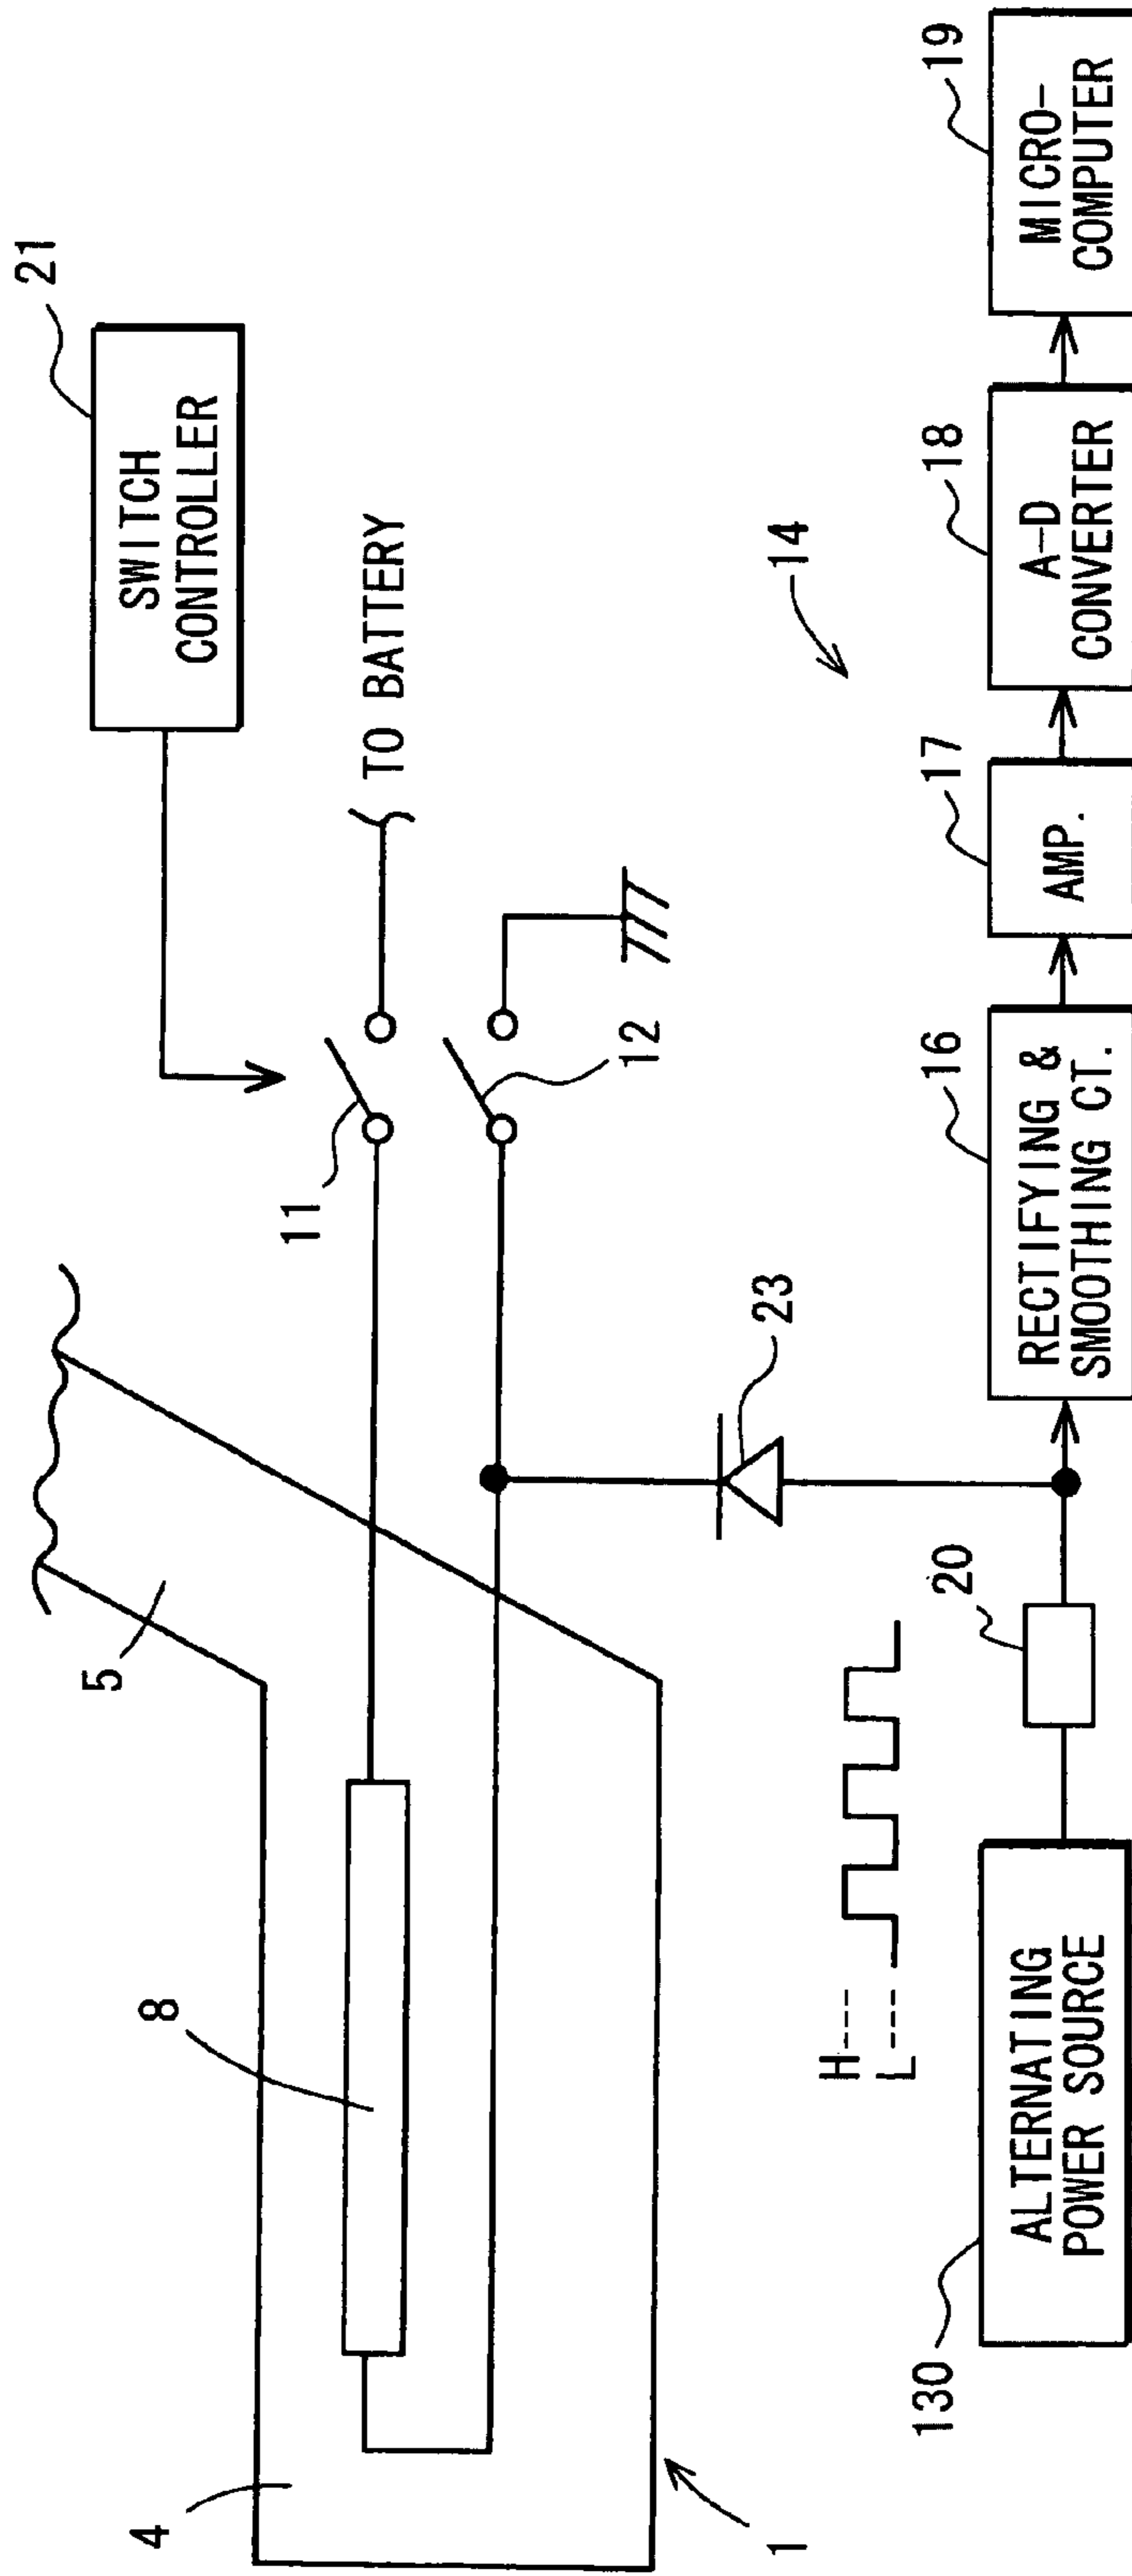 21
SWITCH
CONTROLLER
5
8
4
1
11
12
TO BATTERY
23
14
H
L
130
ALTERNATING
POWER SOURCE
20
16
RECTIFYING &
SMOOTHING CT.
17
AMP.
18
A-D
CONVERTER
19
MICRO-
COMPUTER